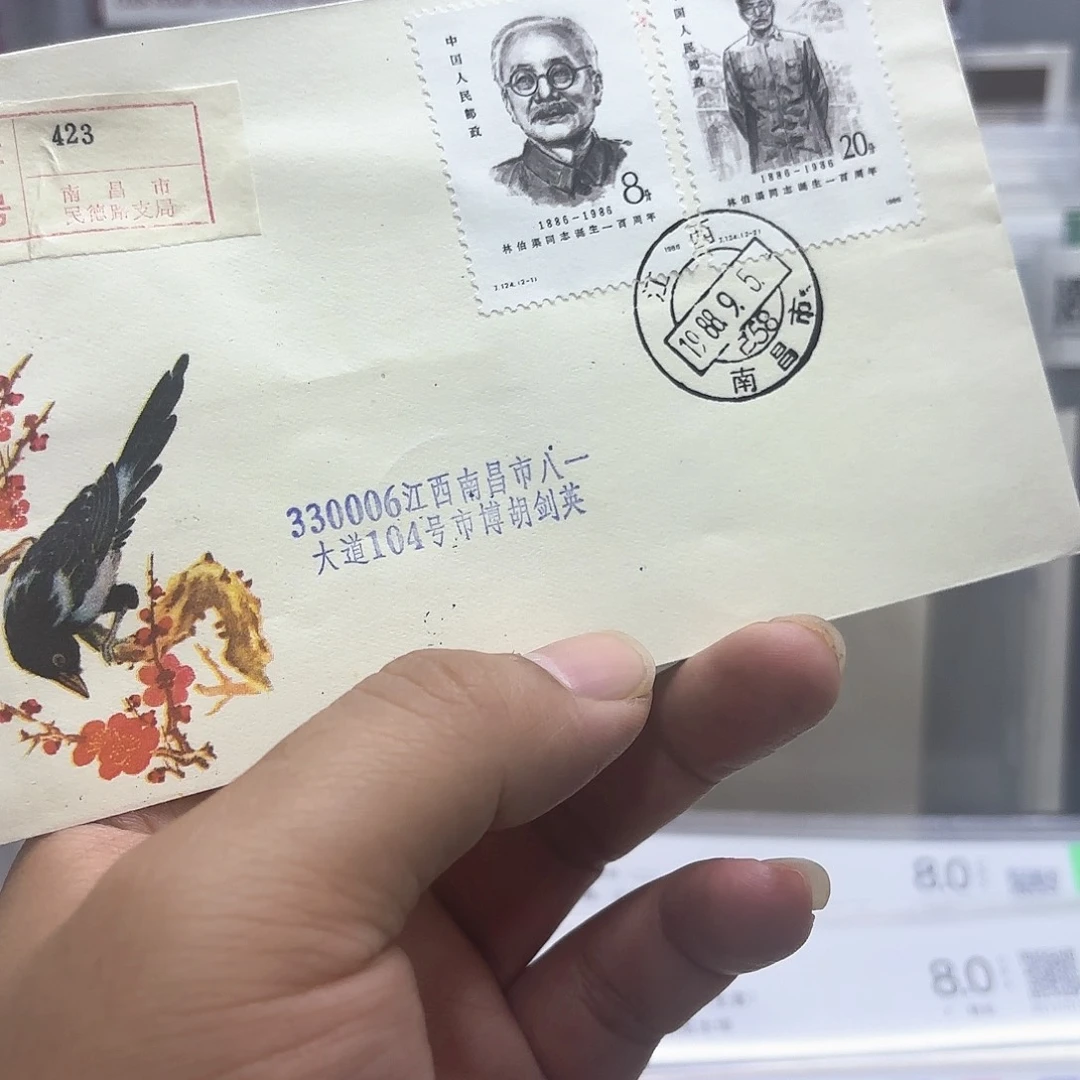 423
号
南昌市
民德路支局
中国人民邮政
8分
1886-1986
林伯渠同志诞生一百周年
J.124.(2-1)
1986
国人民邮政
20分
1886-1986
林伯渠同志诞生一百周年
J.124.(2-2)
1986
江西
1988.9.5.
南昌市
330006江西南昌市八一
大道104号市博胡剑英
8.0
8.0